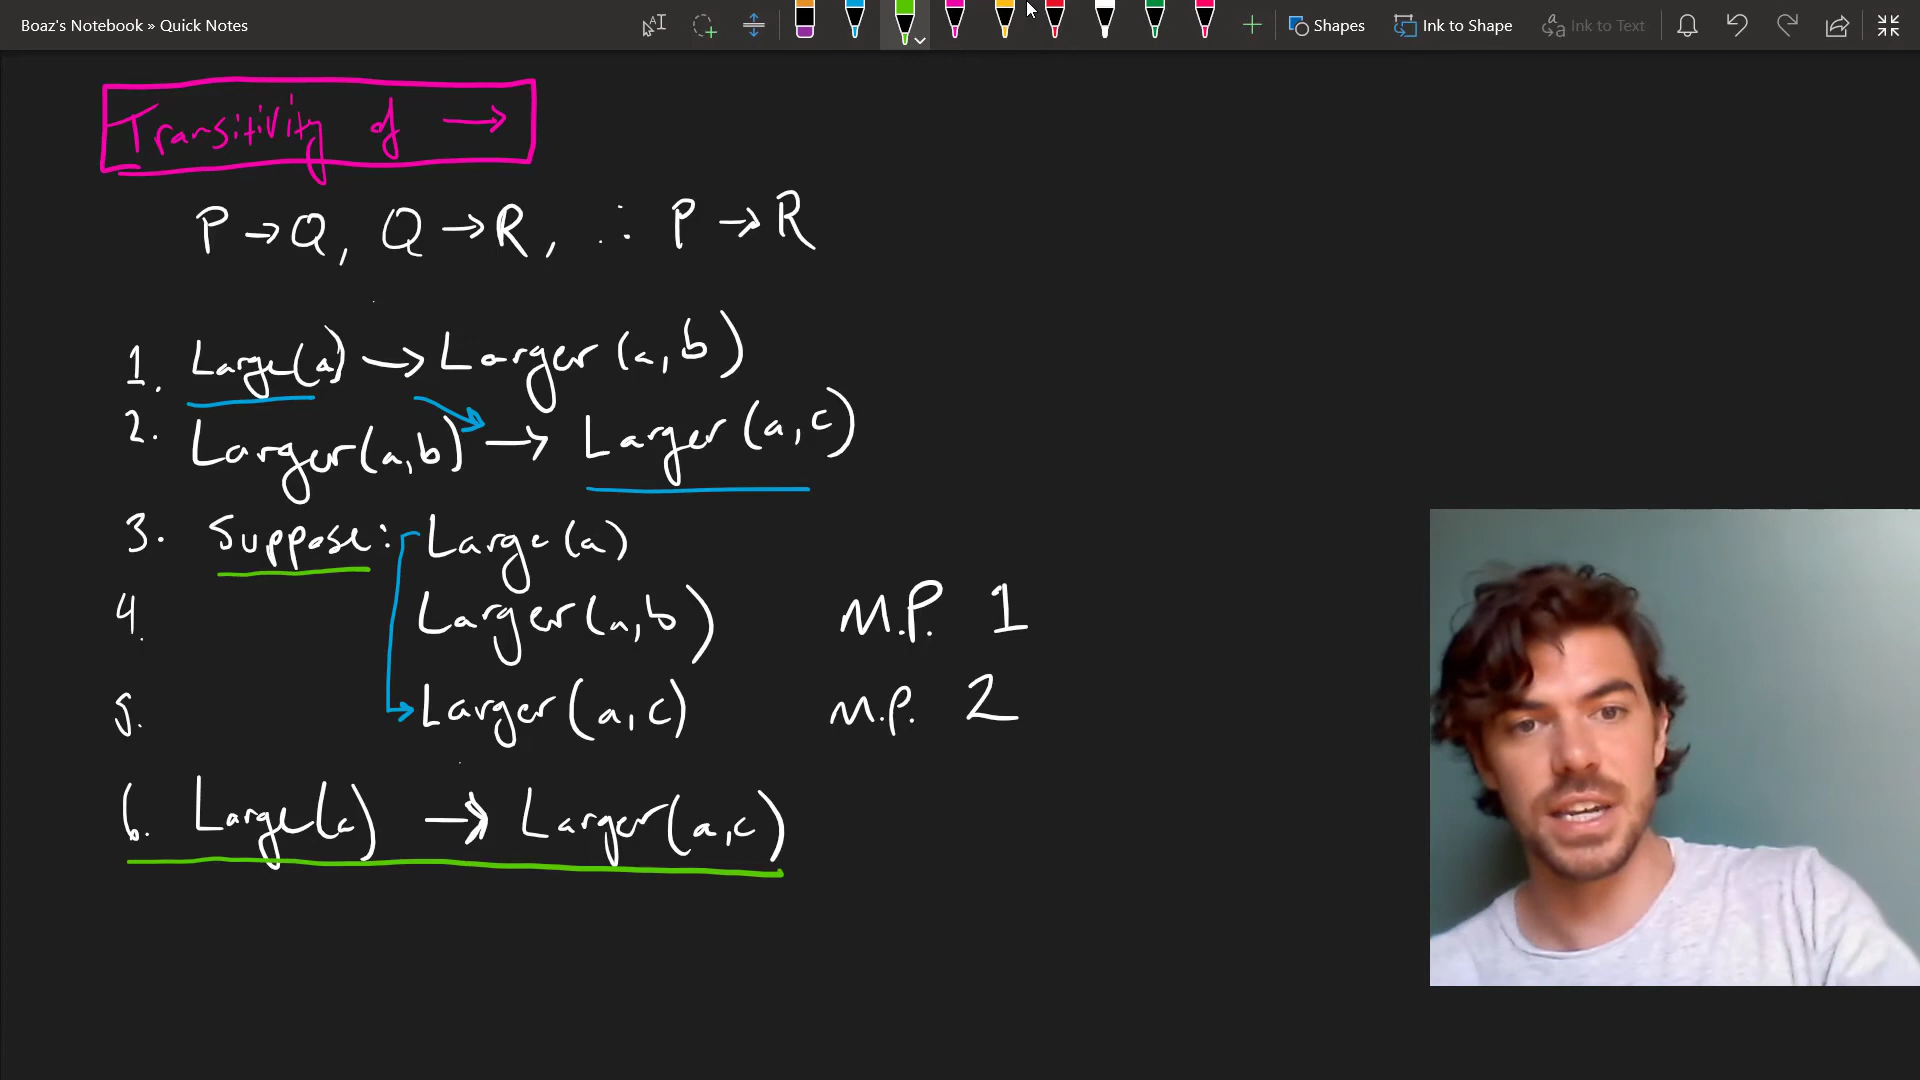 Boaz's Notebook » Quick Notes
Shapes
Ink to Shape
Ink to Text
Transitivity of →
P → Q, Q → R, ∴ P → R
1. Large(a) → Larger(a,b)
2. Larger(a,b) → Larger(a,c)
3. Suppose: Large(a)
4. Larger(a,b) M.P. 1
5. Larger(a,c) M.P. 2
6. Large(a) → Larger(a,c)